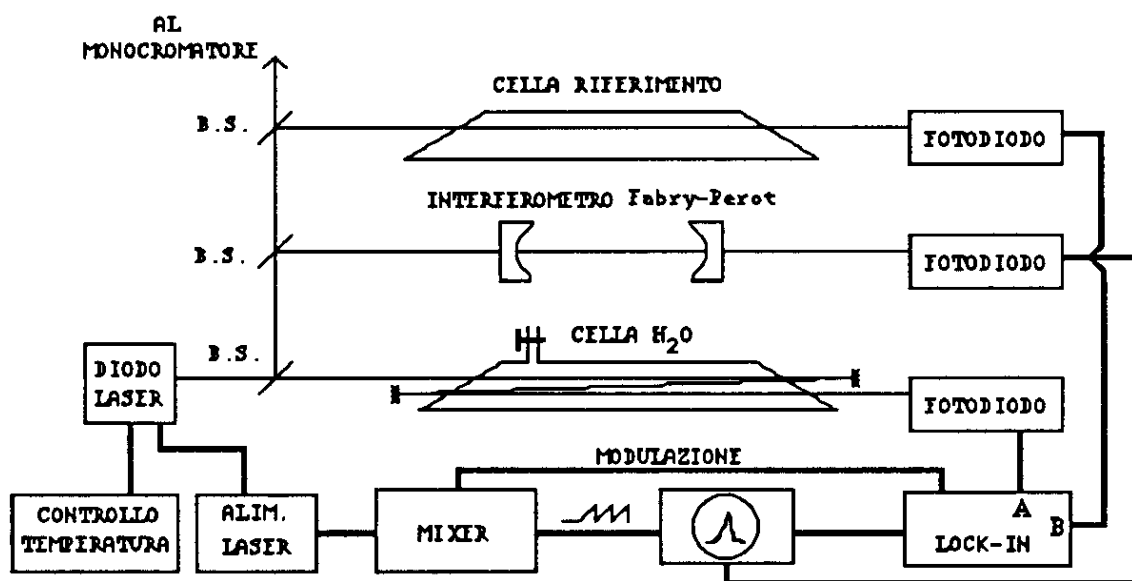 AL
MONOCROMATORE
CELLA RIFERIMENTO
B.S.
FOTODIODO
INTERFEROMETRO Fabry-Perot
B.S.
FOTODIODO
CELLA H2O
B.S.
DIODO
LASER
FOTODIODO
MODULAZIONE
CONTROLLO
TEMPERATURA
ALIM.
LASER
MIXER
A
B
LOCK-IN